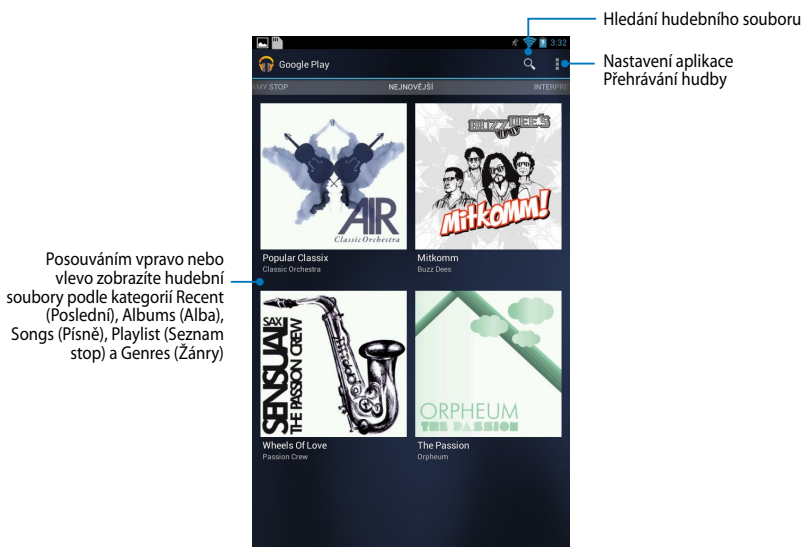 Hledání hudebního souboru
3:32
Google Play
Nastavení aplikace
Přehrávání hudby
AMY STOP
NEJNOVĚJŠÍ
INTERPRE
BUZZ DEE'S
MitKOMM!
AIR
ClassicOrchestra
Popular Classix
Classic Orchestra
Mitkomm
Buzz Dees
Posouváním vpravo nebo
vlevo zobrazíte hudební
soubory podle kategorií Recent
(Poslední), Albums (Alba),
Songs (Písně), Playlist (Seznam
stop) a Genres (Žánry)
SENSUAL
SAX
THE PASSION CREW
ORPHEUM
THE PASSION
Wheels Of Love
Passion Crew
The Passion
Orpheum